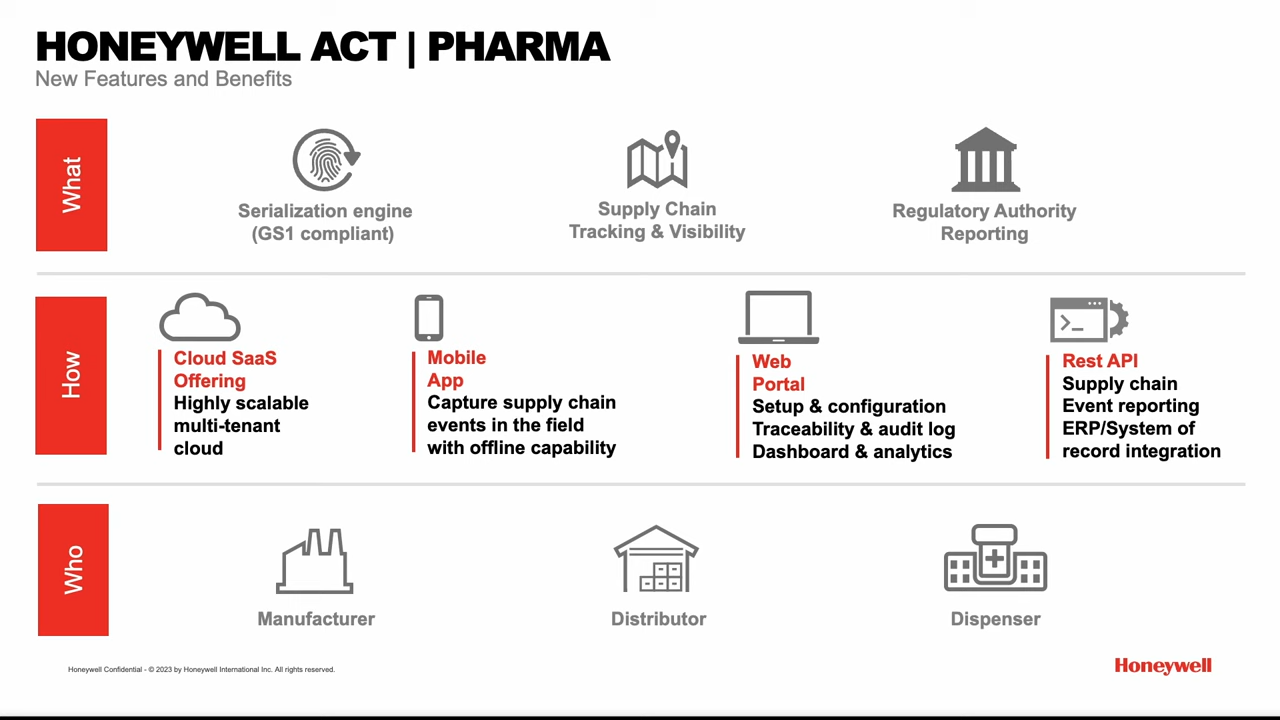 HONEYWELL ACT | PHARMA
New Features and Benefits
What
Serialization engine
(GS1 compliant)
Supply Chain
Tracking & Visibility
Regulatory Authority
Reporting
How
Cloud SaaS
Offering
Highly scalable
multi-tenant
cloud
Mobile
App
Capture supply chain
events in the field
with offline capability
Web
Portal
Setup & configuration
Traceability & audit log
Dashboard & analytics
Rest API
Supply chain
Event reporting
ERP/System of
record integration
Who
Manufacturer
Distributor
Dispenser
Honeywell Confidential - © 2023 by Honeywell International Inc. All rights reserved.
Honeywell